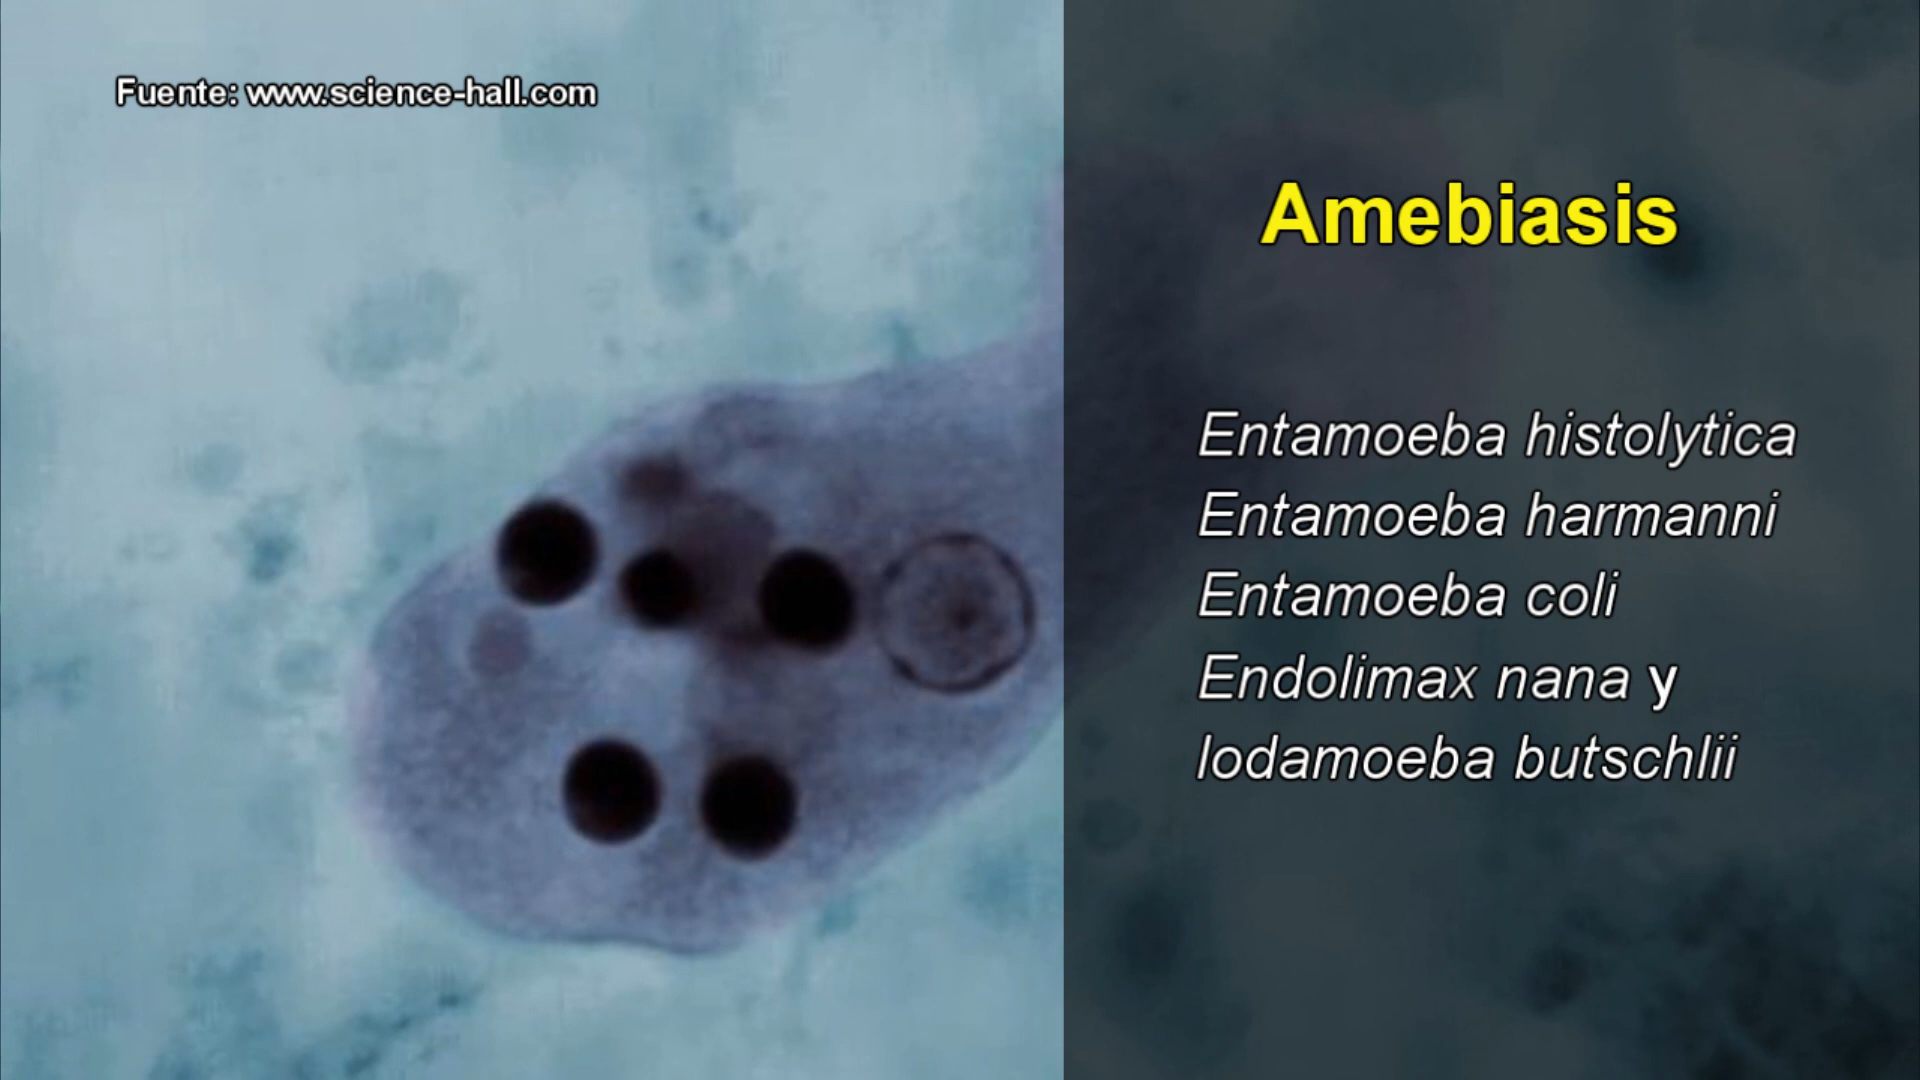 Fuente: www.science-hall.com
Amebiasis
Entamoeba histolytica
Entamoeba harmanni
Entamoeba coli
Endolimax nana y
Iodamoeba butschlii